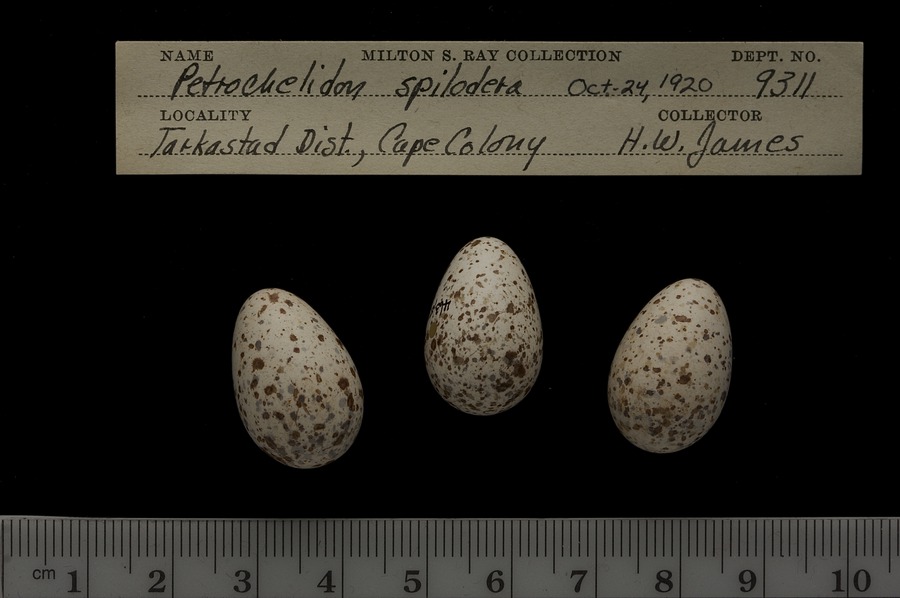 NAME MILTON S. RAY COLLECTION DEPT. NO.
Petrochelidon spilodera Oct. 24, 1920 9311
LOCALITY COLLECTOR
Tarkastad Dist., Cape Colony H.W. James
cm 1 2 3 4 5 6 7 8 9 10